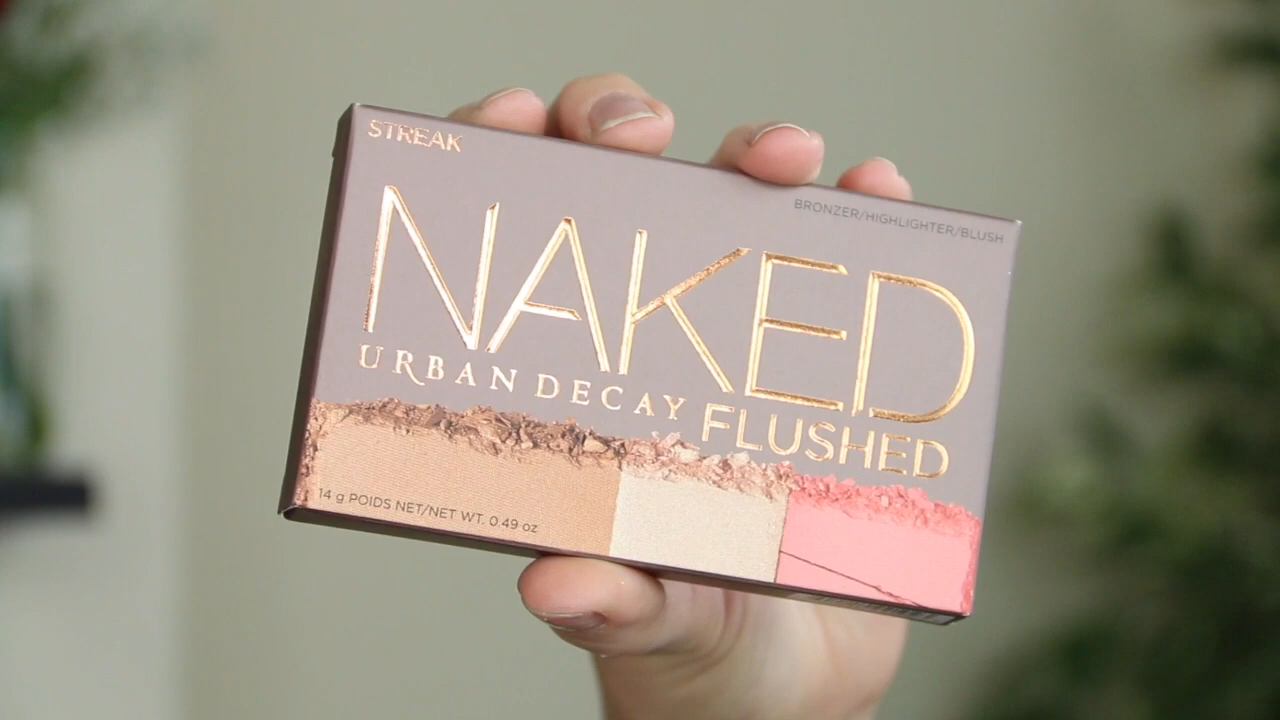 STREAK
BRONZER/HIGHLIGHTER/BLUSH
NAKED
URBAN DECAY
FLUSHED
14 g POIDS NET/NET WT. 0.49 oz